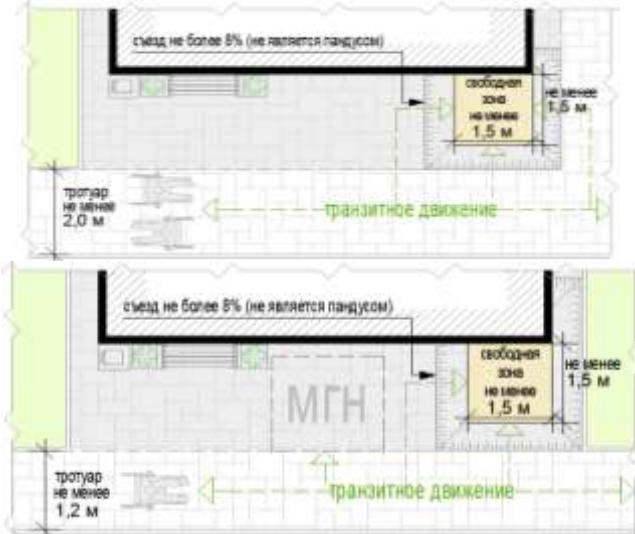 съезд не более 8% (не является пандусом)
свободная
зона
не менее
1,5 м
не менее
1,5 м
тротуар
не менее
2,0 м
транзитное движение
съезд не более 8% (не является пандусом)
свободная
зона
не менее
1,5 м
не менее
1,5 м
МГН
тротуар
не менее
1,2 м
транзитное движение